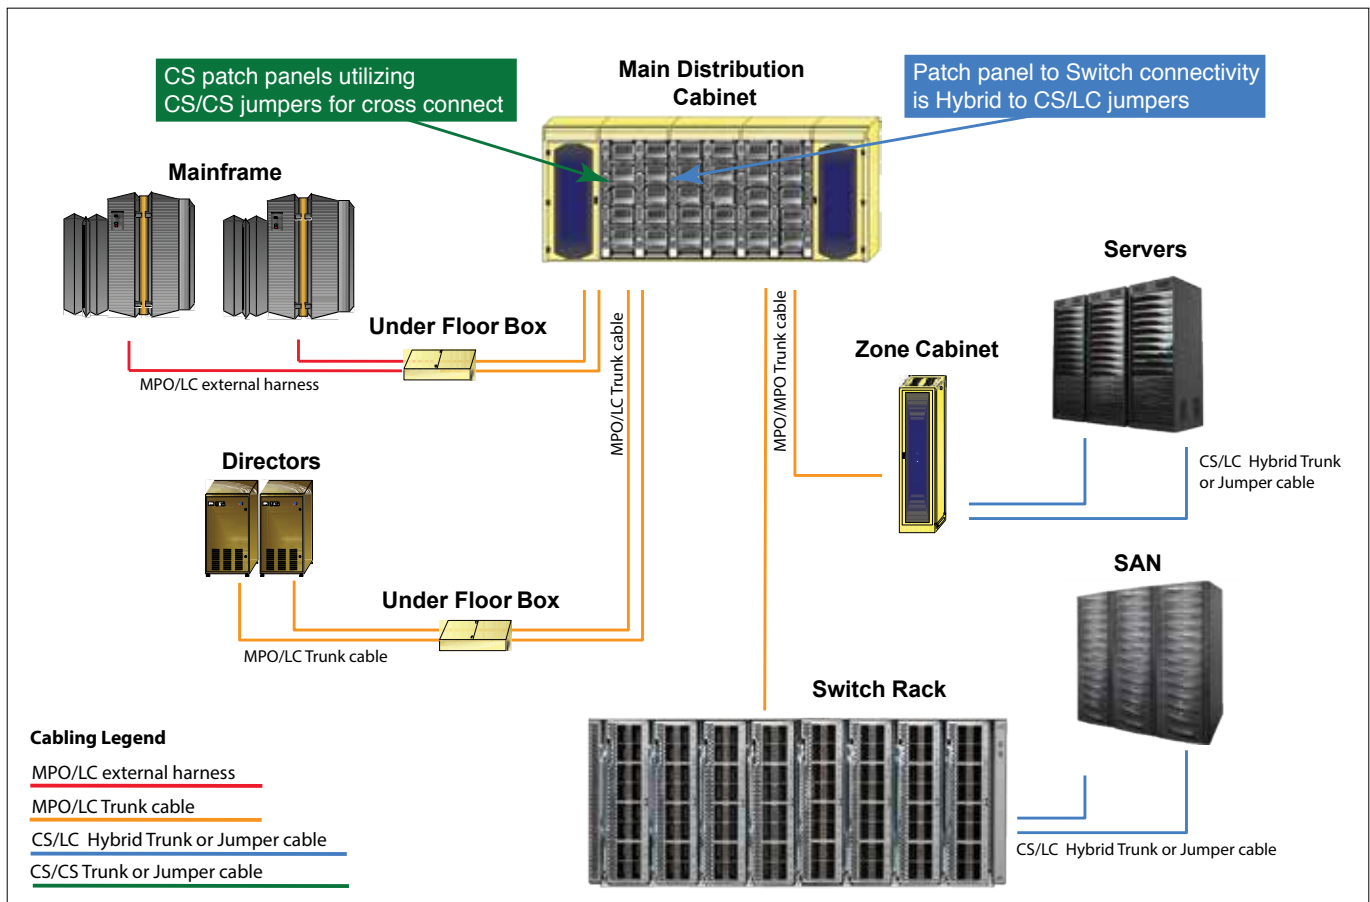 CS patch panels utilizing
CS/CS jumpers for cross connect
Main Distribution
Cabinet
Patch panel to Switch connectivity
is Hybrid to CS/LC jumpers
Mainframe
Servers
Under Floor Box
Zone Cabinet
MPO/LC external harness
MPO/LC Trunk cable
MPO/MPO Trunk cable
CS/LC Hybrid Trunk
or Jumper cable
Directors
SAN
Under Floor Box
MPO/LC Trunk cable
Switch Rack
Cabling Legend
MPO/LC external harness
MPO/LC Trunk cable
CS/LC Hybrid Trunk or Jumper cable
CS/CS Trunk or Jumper cable
CS/LC Hybrid Trunk or Jumper cable